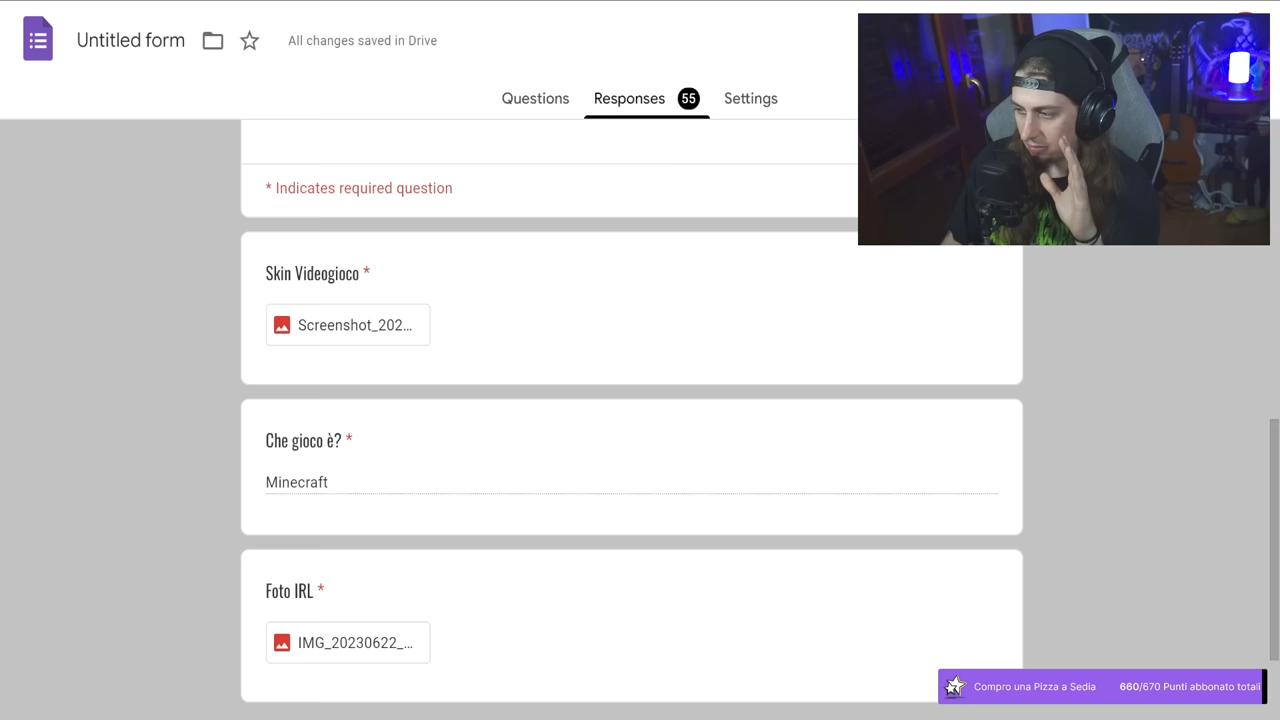 Untitled form
All changes saved in Drive
Questions
Responses 55
Settings
* Indicates required question
Skin Videogioco *
Screenshot_202...
Che gioco è? *
Minecraft
Foto IRL *
IMG_20230622_...
Compro una Pizza a Sedia 660/670 Punti abbonato totali